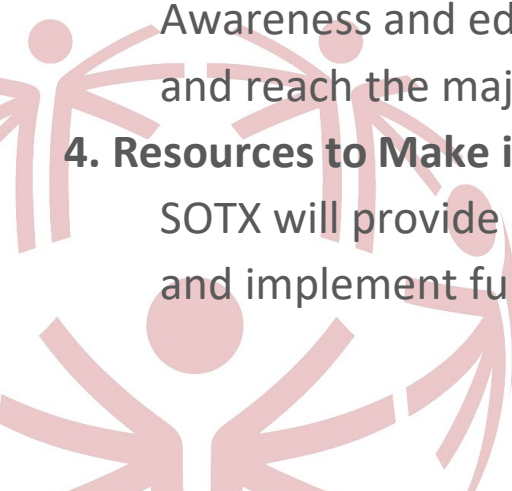 Awareness and ed
and reach the maj
4. Resources to Make i
SOTX will provide
and implement fu